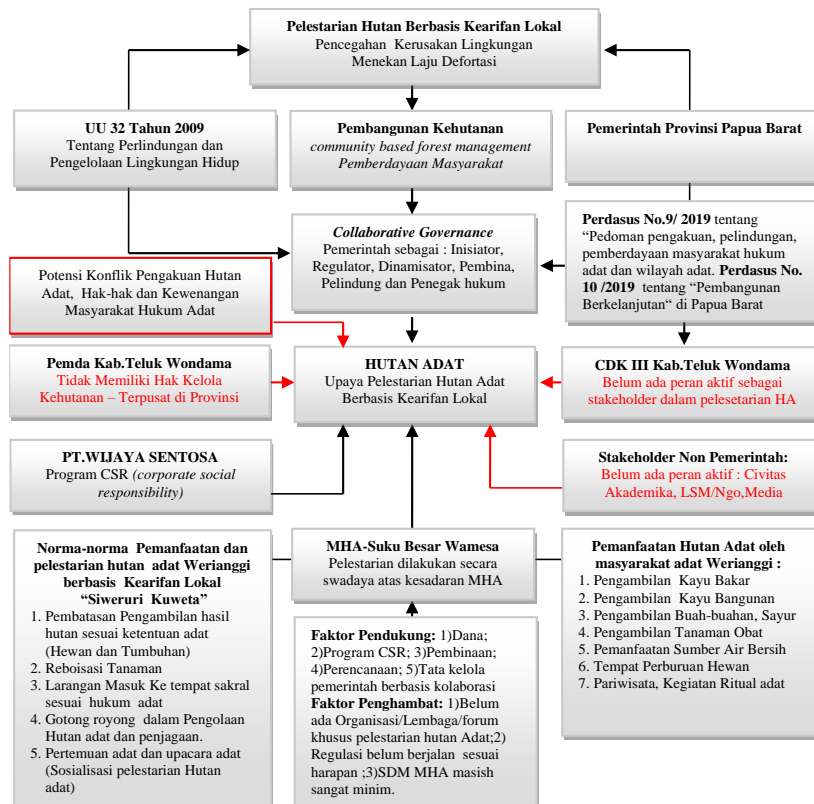 Pelestarian Hutan Berbasis Kearifan Lokal
Pencegahan Kerusakan Lingkungan
Menekan Laju Defortasi
UU 32 Tahun 2009
Tentang Perlindungan dan
Pengelolaan Lingkungan Hidup
Pembangunan Kehutanan
community based forest management
Pemberdayaan Masyarakat
Pemerintah Provinsi Papua Barat
Collaborative Governance
Pemerintah sebagai : Inisiator,
Regulator, Dinamisator, Pembina,
Pelindung dan Penegak hukum
Perdasus No.9/ 2019 tentang
“Pedoman pengakuan, pelindungan,
pemberdayaan masyarakat hukum
adat dan wilayah adat. Perdasus No.
10 /2019 tentang “Pembangunan
Berkelanjutan“ di Papua Barat
Potensi Konflik Pengakuan Hutan
Adat, Hak-hak dan Kewenangan
Masyarakat Hukum Adat
Pemda Kab.Teluk Wondama
Tidak Memiliki Hak Kelola
Kehutanan – Terpusat di Provinsi
HUTAN ADAT
Upaya Pelestarian Hutan Adat
Berbasis Kearifan Lokal
CDK III Kab.Teluk Wondama
Belum ada peran aktif sebagai
stakeholder dalam pelesetarian HA
PT.WIJAYA SENTOSA
Program CSR (corporate social
responsibility)
Stakeholder Non Pemerintah:
Belum ada peran aktif : Civitas
Akademika, LSM/Ngo,Media
Norma-norma Pemanfaatan dan
pelestarian hutan adat Werianggi
berbasis Kearifan Lokal
“Siweruri Kuweta”
1. Pembatasan Pengambilan hasil
hutan sesuai ketentuan adat
(Hewan dan Tumbuhan)
2. Reboisasi Tanaman
3. Larangan Masuk Ke tempat sakral
sesuai hukum adat
4. Gotong royong dalam Pengolaan
Hutan adat dan penjagaan.
5. Pertemuan adat dan upacara adat
(Sosialisasi pelestarian Hutan
adat)
MHA-Suku Besar Wamesa
Pelestarian dilakukan secara
swadaya atas kesadaran MHA
Faktor Pendukung: 1)Dana;
2)Program CSR; 3)Pembinaan;
4)Perencanaan; 5)Tata kelola
pemerintah berbasis kolaborasi
Faktor Penghambat: 1)Belum
ada Organisasi/Lembaga/forum
khusus pelestarian hutan Adat;2)
Regulasi belum berjalan sesuai
harapan ;3)SDM MHA masish
sangat minim.
Pemanfaatan Hutan Adat oleh
masyarakat adat Werianggi :
1. Pengambilan Kayu Bakar
2. Pengambilan Kayu Bangunan
3. Pengambilan Buah-buahan, Sayur
4. Pengambilan Tanaman Obat
5. Pemanfaatan Sumber Air Bersih
6. Tempat Perburuan Hewan
7. Pariwisata, Kegiatan Ritual adat